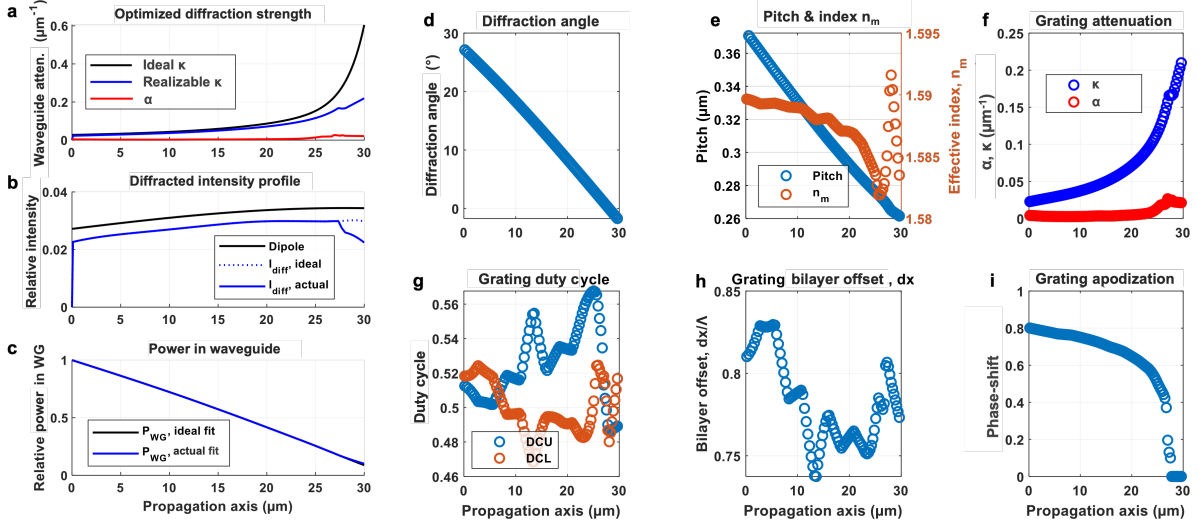 a
Optimized diffraction strength
Waveguide atten. (µm⁻¹)
0.6
0.4
0.2
0
Ideal κ
Realizable κ
α
0 5 10 15 20 25 30
b
Diffracted intensity profile
Relative intensity
0.04
0.02
0
Dipole
I_diff, ideal
I_diff, actual
0 5 10 15 20 25 30
c
Power in waveguide
Relative power in WG
1
0.5
0
P_WG, ideal fit
P_WG, actual fit
0 5 10 15 20 25 30
Propagation axis (µm)
d
Diffraction angle
Diffraction angle (°)
30
20
10
0
0 10 20 30
Propagation axis (µm)
e
Pitch & index n_m
Pitch (µm)
0.36
0.34
0.32
0.3
0.28
0.26
Effective index, n_m
1.595
1.59
1.585
1.58
Pitch
n_m
0 10 20 30
Propagation axis (µm)
f
Grating attenuation
α, κ (µm⁻¹)
0.25
0.20
0.15
0.10
0.05
0
κ
α
0 10 20 30
Propagation axis (µm)
g
Grating duty cycle
Duty cycle
0.56
0.54
0.52
0.5
0.48
0.46
DCU
DCL
0 10 20 30
Propagation axis (µm)
h
Grating bilayer offset , dx
Bilayer offset, dx/Λ
0.85
0.8
0.75
0 10 20 30
Propagation axis (µm)
i
Grating apodization
Phase-shift
1
0.8
0.6
0.4
0.2
0
0 10 20 30
Propagation axis (µm)